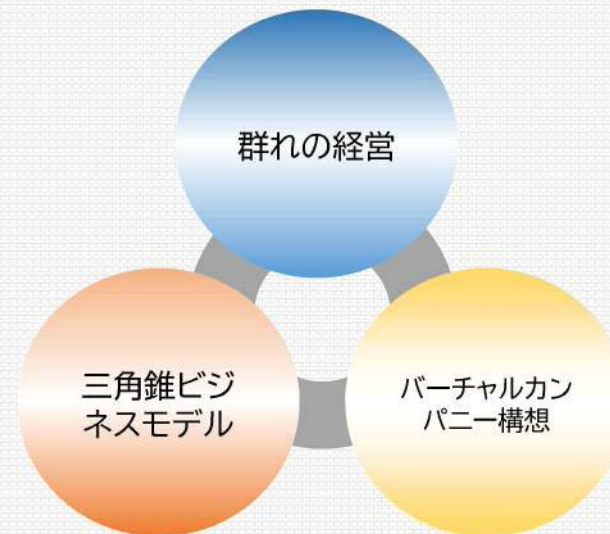 群れの経営
三角錐ビジ
ネスモデル
バーチャルカン
パニー構想